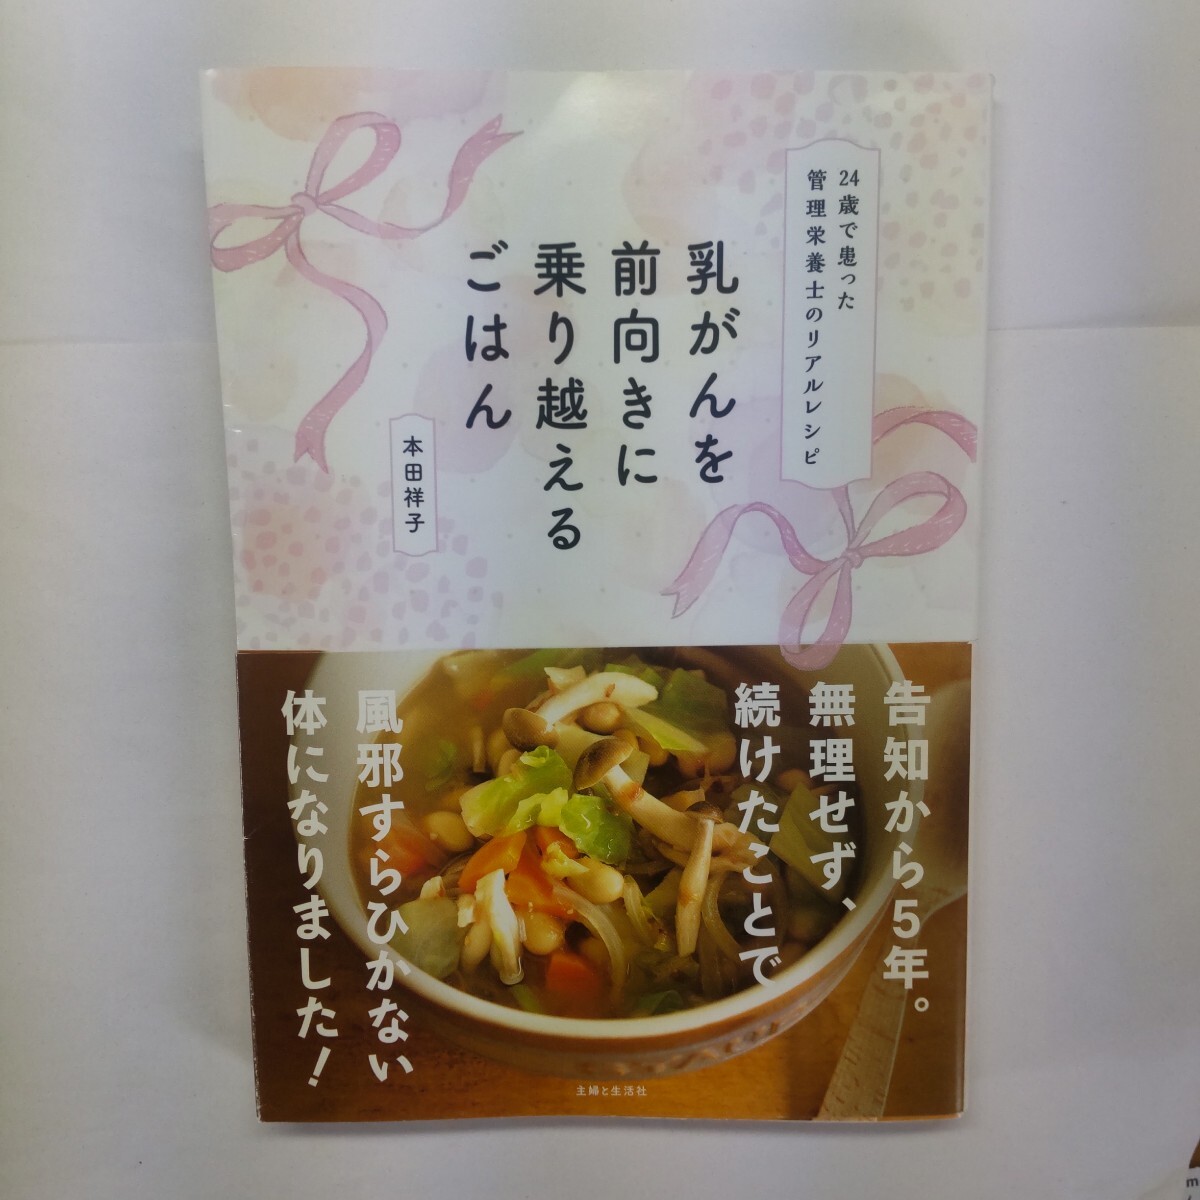 24歳で患った
管理栄養士のリアルレシピ
乳がんを
前向きに
乗り越える
ごはん
本田祥子
告知から5年。
無理せず、
続けたことで
風邪すらひかない
体になりました!
主婦と生活社
m